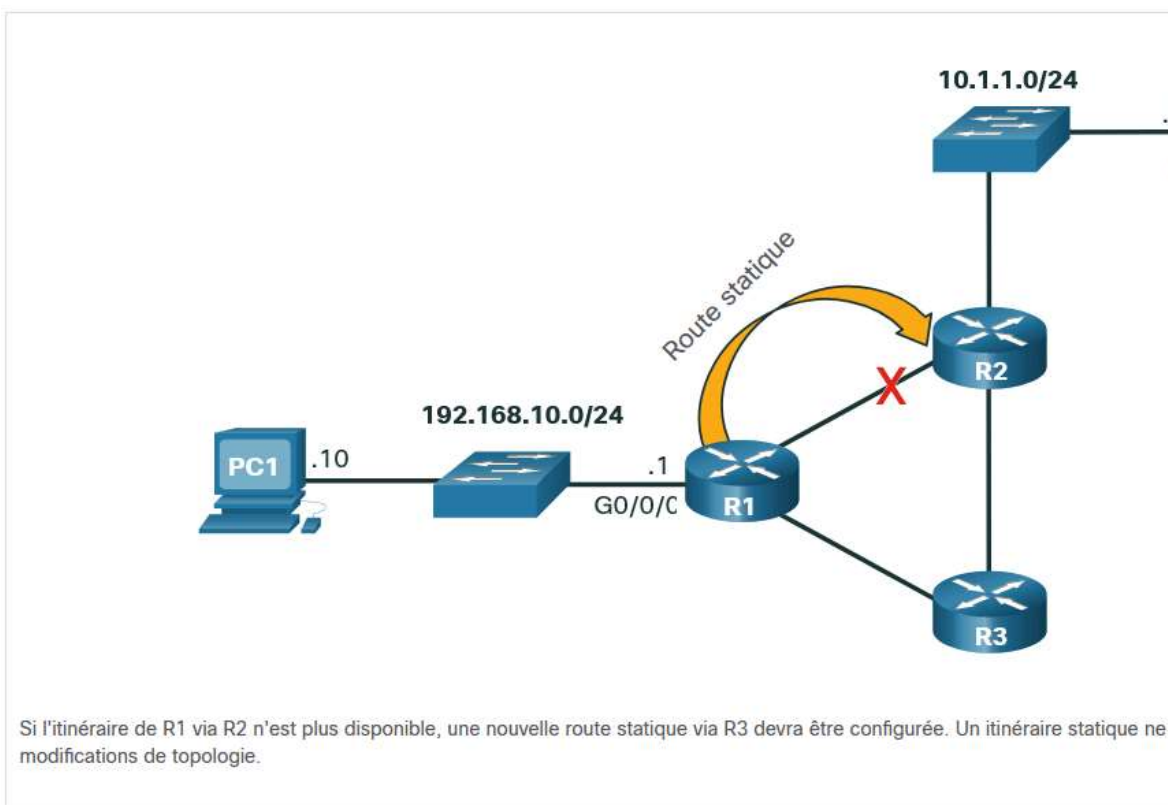 10.1.1.0/24
.
Route statique
R2
192.168.10.0/24
PC1
.10
.1
G0/0/0
R1
R3
Si l'itinéraire de R1 via R2 n'est plus disponible, une nouvelle route statique via R3 devra être configurée. Un itinéraire statique ne
modifications de topologie.